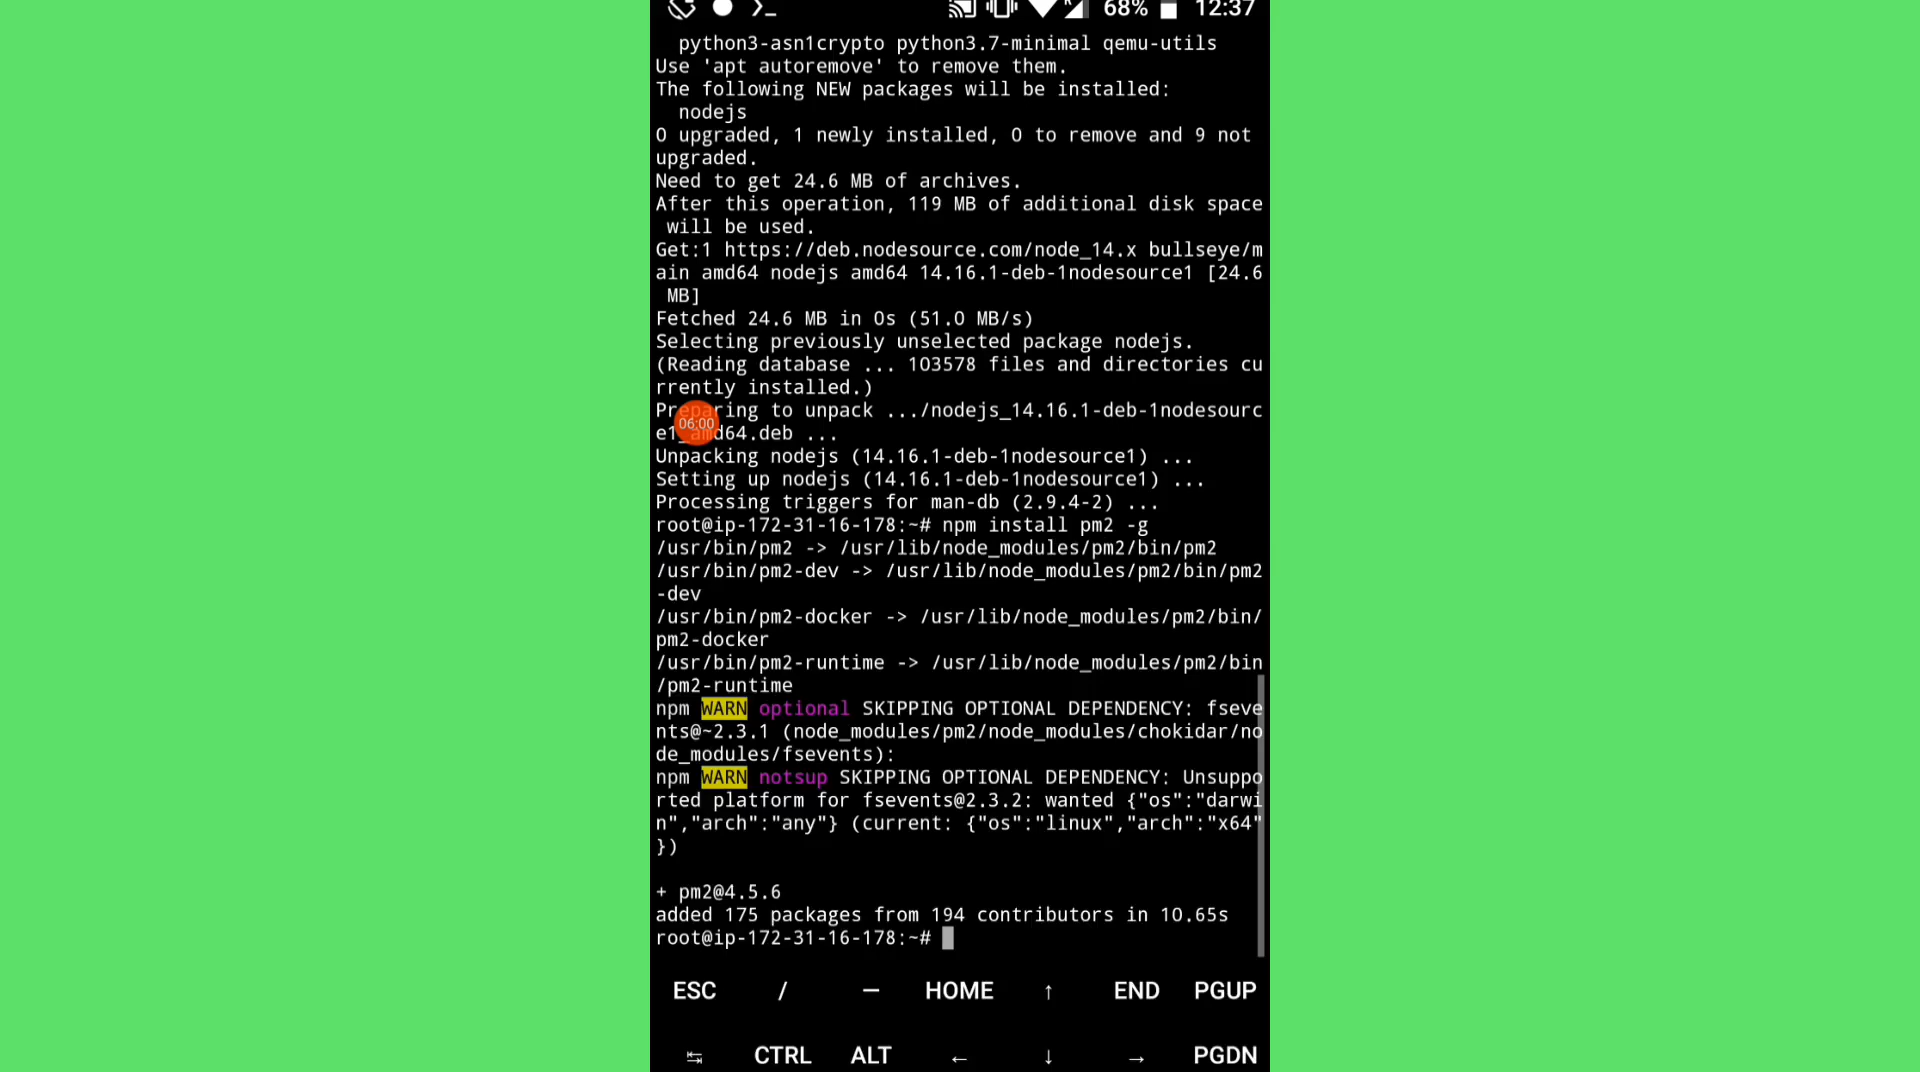 68% 12:37
python3-asn1crypto python3.7-minimal qemu-utils
Use 'apt autoremove' to remove them.
The following NEW packages will be installed:
nodejs
0 upgraded, 1 newly installed, 0 to remove and 9 not
upgraded.
Need to get 24.6 MB of archives.
After this operation, 119 MB of additional disk space
will be used.
Get:1 https://deb.nodesource.com/node_14.x bullseye/m
ain amd64 nodejs amd64 14.16.1-deb-1nodesource1 [24.6
MB]
Fetched 24.6 MB in 0s (51.0 MB/s)
Selecting previously unselected package nodejs.
(Reading database ... 103578 files and directories cu
rrently installed.)
Preparing to unpack .../nodejs_14.16.1-deb-1nodesourc
06:00
e1_amd64.deb ...
Unpacking nodejs (14.16.1-deb-1nodesource1) ...
Setting up nodejs (14.16.1-deb-1nodesource1) ...
Processing triggers for man-db (2.9.4-2) ...
root@ip-172-31-16-178:~# npm install pm2 -g
/usr/bin/pm2 -> /usr/lib/node_modules/pm2/bin/pm2
/usr/bin/pm2-dev -> /usr/lib/node_modules/pm2/bin/pm2
-dev
/usr/bin/pm2-docker -> /usr/lib/node_modules/pm2/bin/
pm2-docker
/usr/bin/pm2-runtime -> /usr/lib/node_modules/pm2/bin
/pm2-runtime
npm WARN optional SKIPPING OPTIONAL DEPENDENCY: fseve
nts@~2.3.1 (node_modules/pm2/node_modules/chokidar/no
de_modules/fsevents):
npm WARN notsup SKIPPING OPTIONAL DEPENDENCY: Unsuppo
rted platform for fsevents@2.3.2: wanted {"os":"darwi
n","arch":"any"} (current: {"os":"linux","arch":"x64"
})
+ pm2@4.5.6
added 175 packages from 194 contributors in 10.65s
root@ip-172-31-16-178:~#
ESC / — HOME ↑ END PGUP
↹ CTRL ALT ← ↓ → PGDN